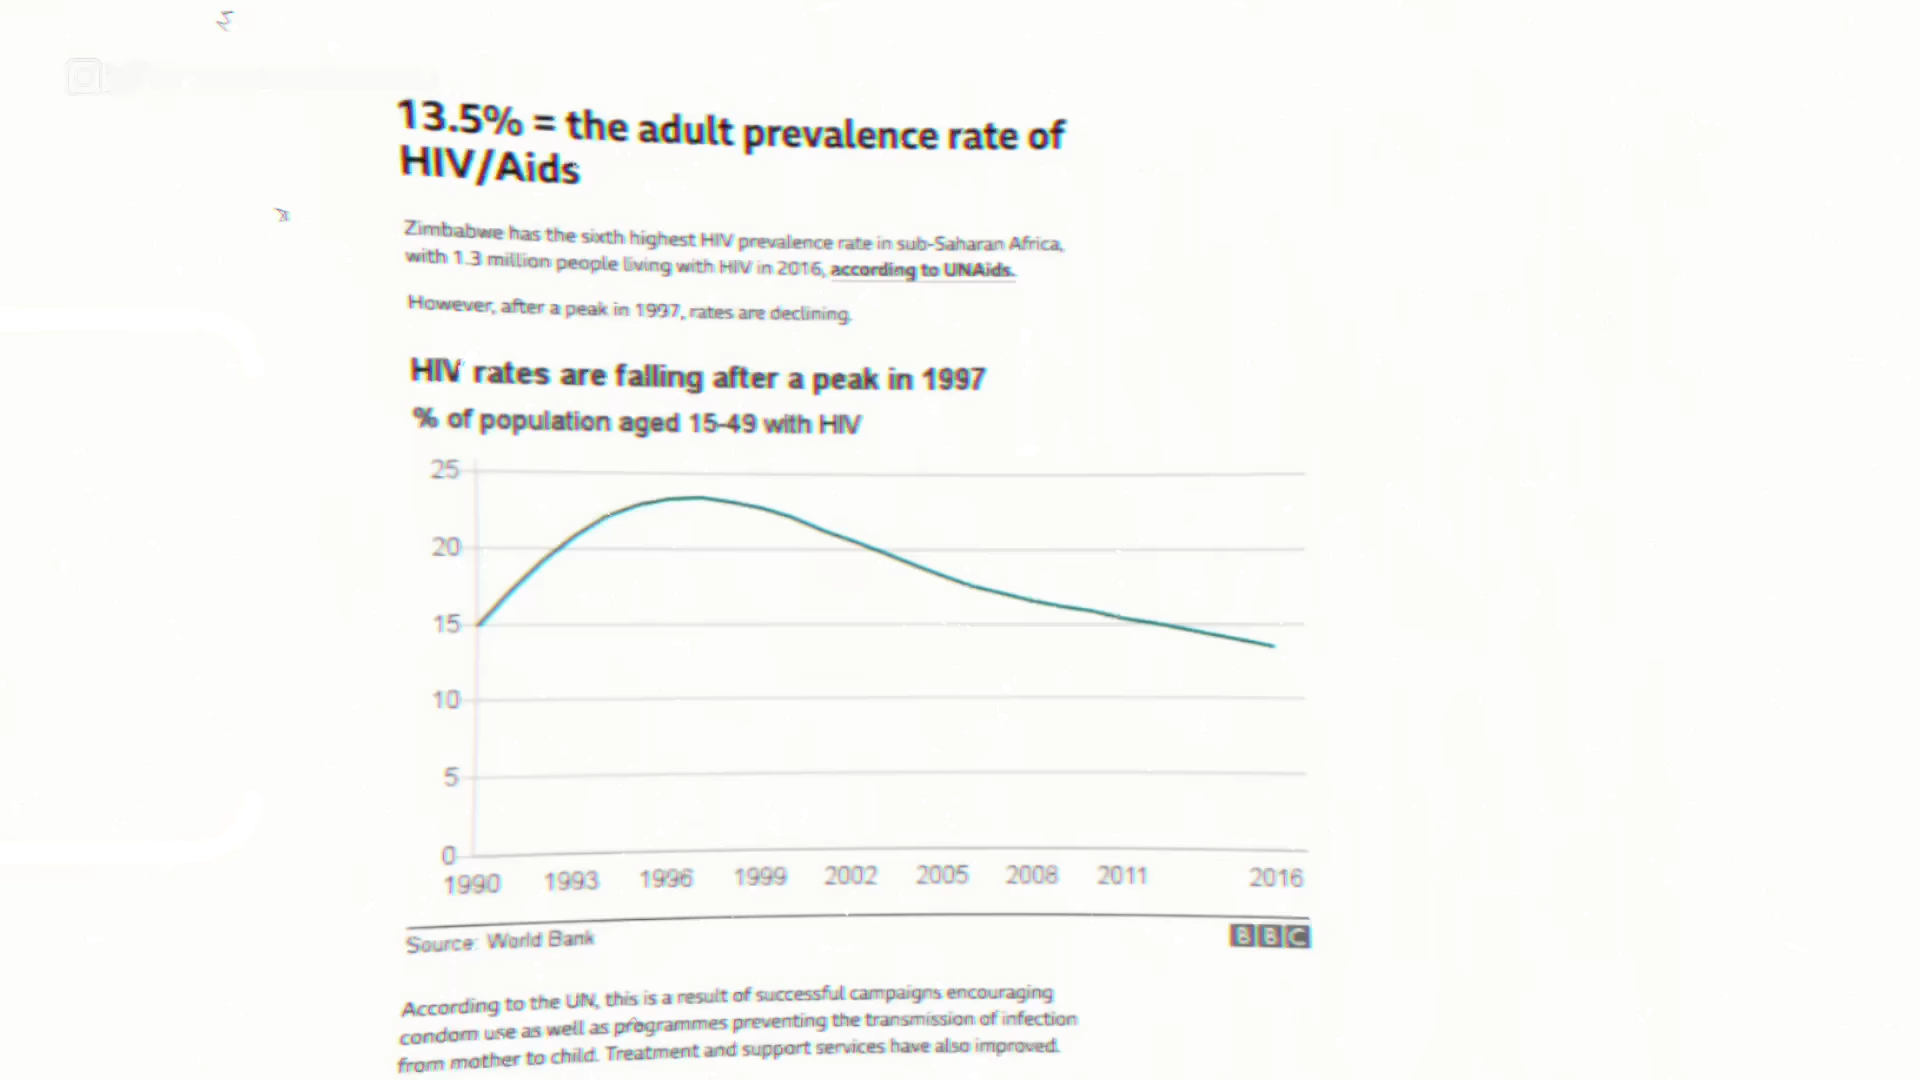 13.5% = the adult prevalence rate of
HIV/Aids
Zimbabwe has the sixth highest HIV prevalence rate in sub-Saharan Africa,
with 1.3 million people living with HIV in 2016, according to UNAids.
However, after a peak in 1997, rates are declining.
HIV rates are falling after a peak in 1997
% of population aged 15-49 with HIV
25
20
15
10
5
0
1990 1993 1996 1999 2002 2005 2008 2011 2016
Source: World Bank
BBC
According to the UN, this is a result of successful campaigns encouraging
condom use as well as programmes preventing the transmission of infection
from mother to child. Treatment and support services have also improved.